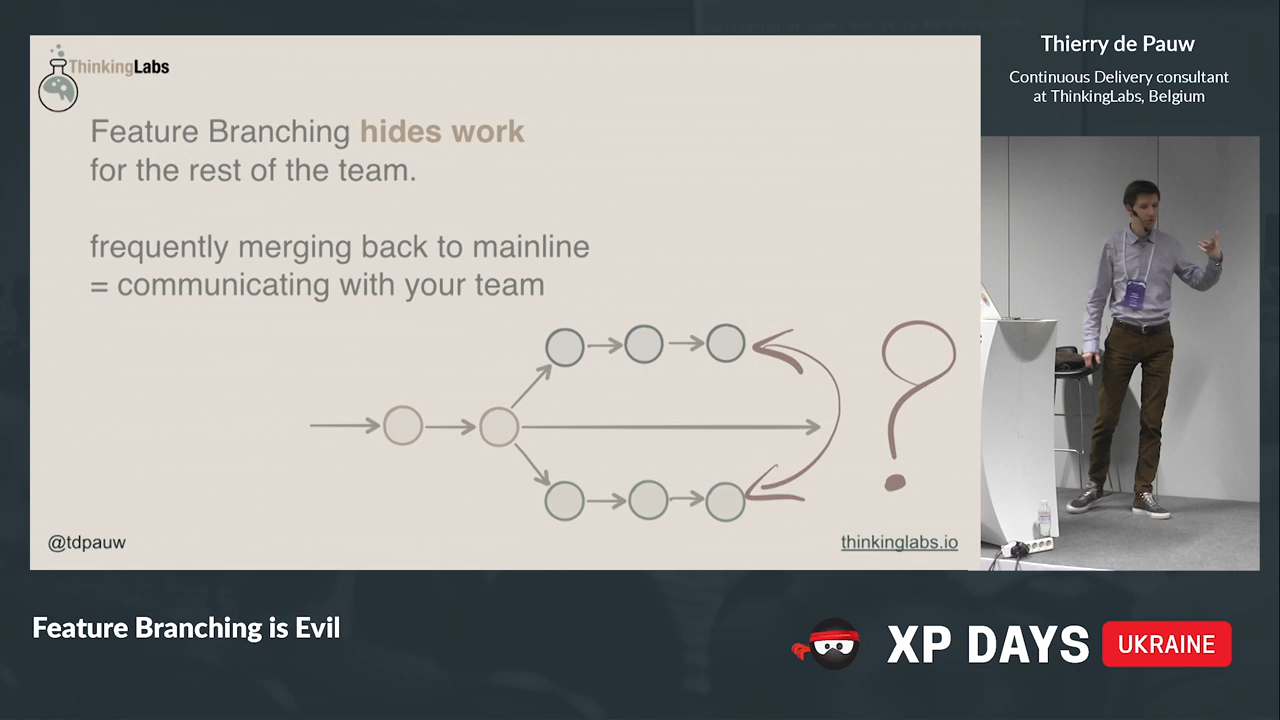 ThinkingLabs
Feature Branching hides work
for the rest of the team.
frequently merging back to mainline
= communicating with your team
?
@tdpauw
thinkinglabs.io
Thierry de Pauw
Continuous Delivery consultant
at ThinkingLabs, Belgium
Feature Branching is Evil
XP DAYS UKRAINE